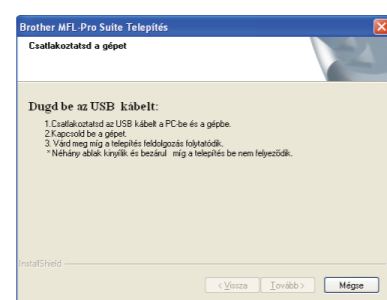 Brother MFL-Pro Suite Telepítés
Csatlakoztatsd a gépet
Dugd be az USB kábelt:
1.Csatlakoztatsd az USB kábelt a PC-be és a gépbe.
2.Kapcsold be a gépet.
3. Várd meg míg a telepítés feldolgozás folytatódik.
* Néhány ablak kinyílik és bezárul míg a telepítés be nem fejeződik.
InstallShield
< Vissza
Tovább >
Mégse